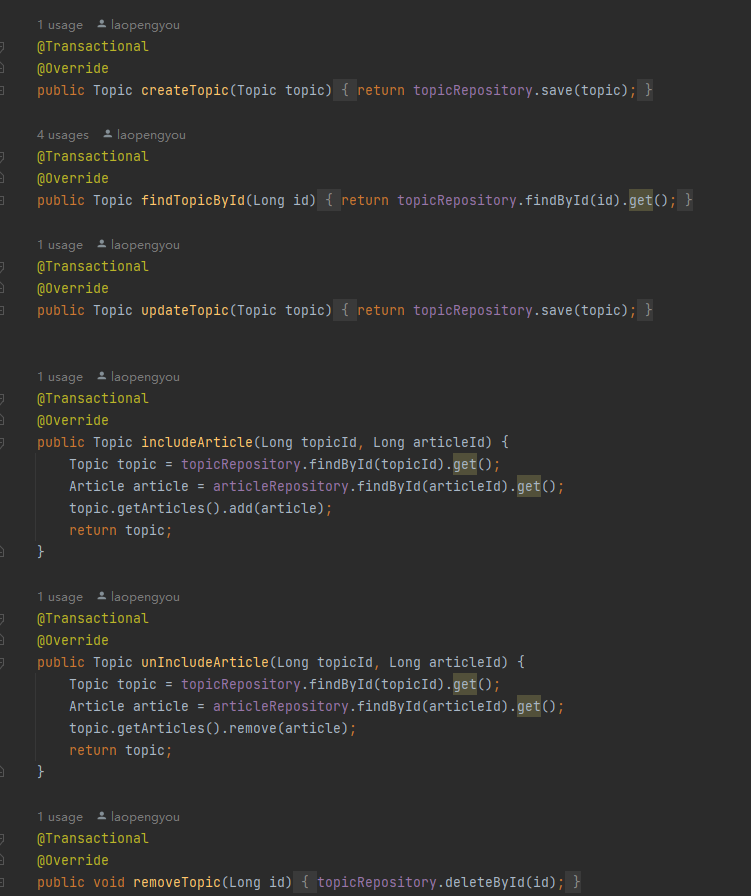 1 usage laopengyou
@Transactional
@Override
public Topic createTopic(Topic topic) { return topicRepository.save(topic); }
4 usages laopengyou
@Transactional
@Override
public Topic findTopicById(Long id) { return topicRepository.findById(id).get(); }
1 usage laopengyou
@Transactional
@Override
public Topic updateTopic(Topic topic) { return topicRepository.save(topic); }
1 usage laopengyou
@Transactional
@Override
public Topic includeArticle(Long topicId, Long articleId) {
    Topic topic = topicRepository.findById(topicId).get();
    Article article = articleRepository.findById(articleId).get();
    topic.getArticles().add(article);
    return topic;
}
1 usage laopengyou
@Transactional
@Override
public Topic unIncludeArticle(Long topicId, Long articleId) {
    Topic topic = topicRepository.findById(topicId).get();
    Article article = articleRepository.findById(articleId).get();
    topic.getArticles().remove(article);
    return topic;
}
1 usage laopengyou
@Transactional
@Override
public void removeTopic(Long id) { topicRepository.deleteById(id); }